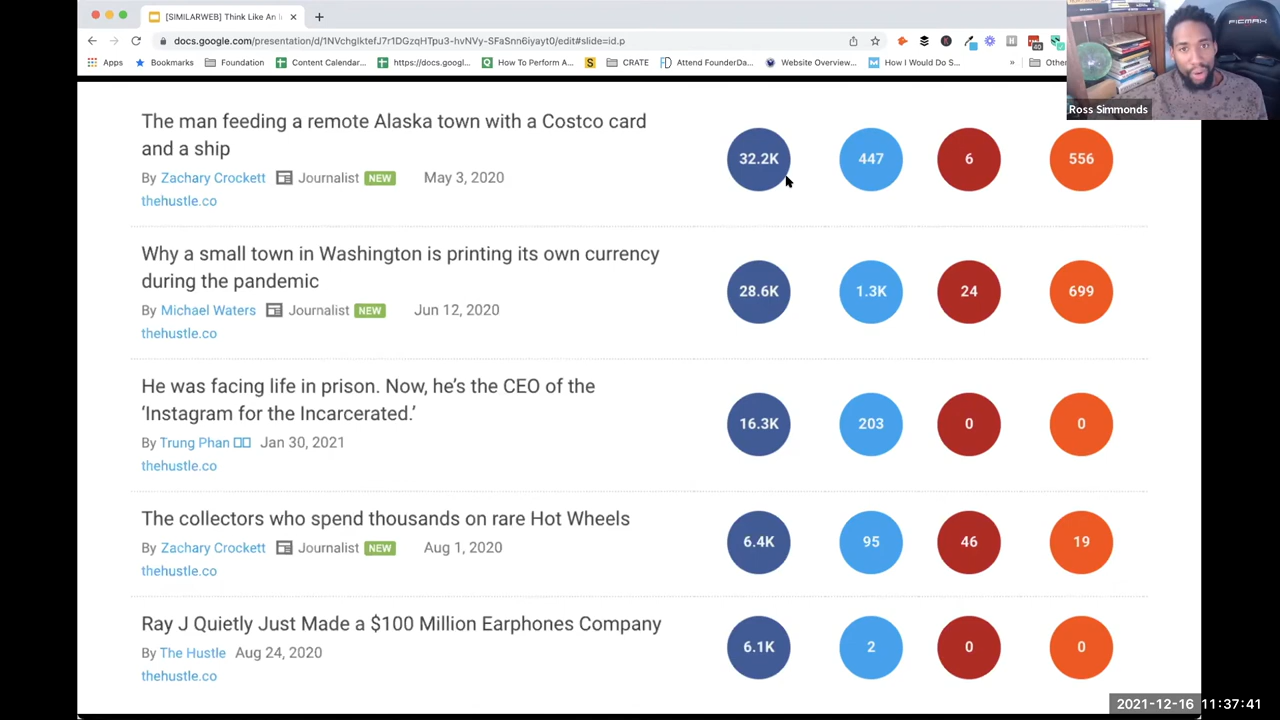 [SIMILARWEB] Think Like An I
docs.google.com/presentation/d/1NVchgIktefJ7r1DGzqHTpu3-hvNVy-SFaSnn6iyayt0/edit#slide=id.p
Apps Bookmarks Foundation Content Calendar... https://docs.googl... How To Perform A... S CRATE Attend FounderDa... Website Overview... How I Would Do S... » Othe
40
PICMAX
Ross Simmonds
The man feeding a remote Alaska town with a Costco card
and a ship
By Zachary Crockett Journalist NEW May 3, 2020
thehustle.co
32.2K 447 6 556
Why a small town in Washington is printing its own currency
during the pandemic
By Michael Waters Journalist NEW Jun 12, 2020
thehustle.co
28.6K 1.3K 24 699
He was facing life in prison. Now, he's the CEO of the
'Instagram for the Incarcerated.'
By Trung Phan Jan 30, 2021
thehustle.co
16.3K 203 0 0
The collectors who spend thousands on rare Hot Wheels
By Zachary Crockett Journalist NEW Aug 1, 2020
thehustle.co
6.4K 95 46 19
Ray J Quietly Just Made a $100 Million Earphones Company
By The Hustle Aug 24, 2020
thehustle.co
6.1K 2 0 0
2021-12-16 11:37:41